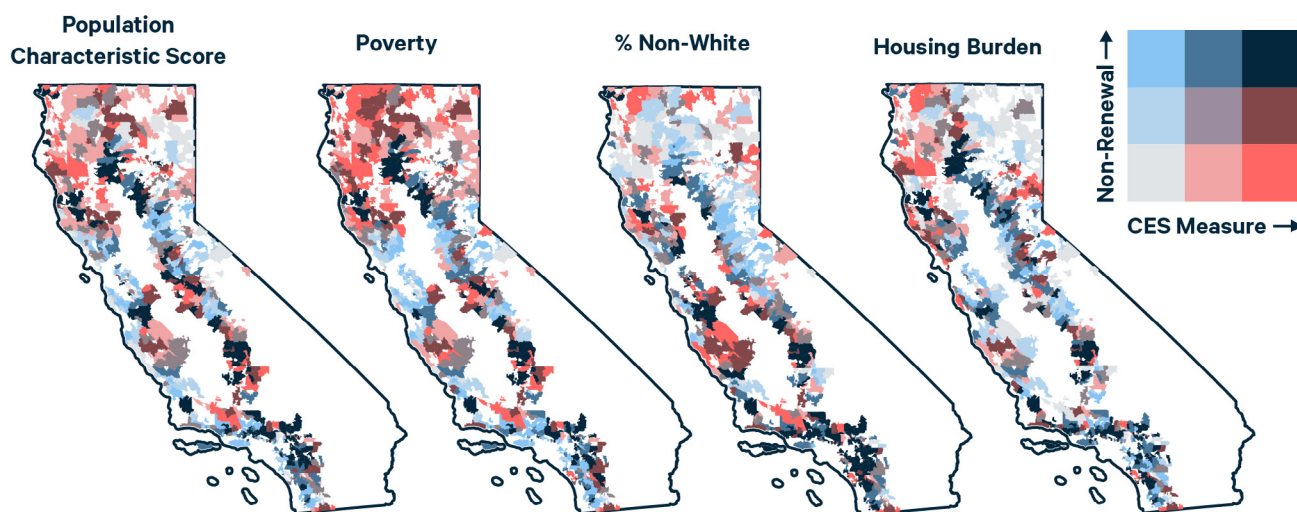 Population
Characteristic Score
Poverty
% Non-White
Housing Burden
Non-Renewal →
CES Measure →